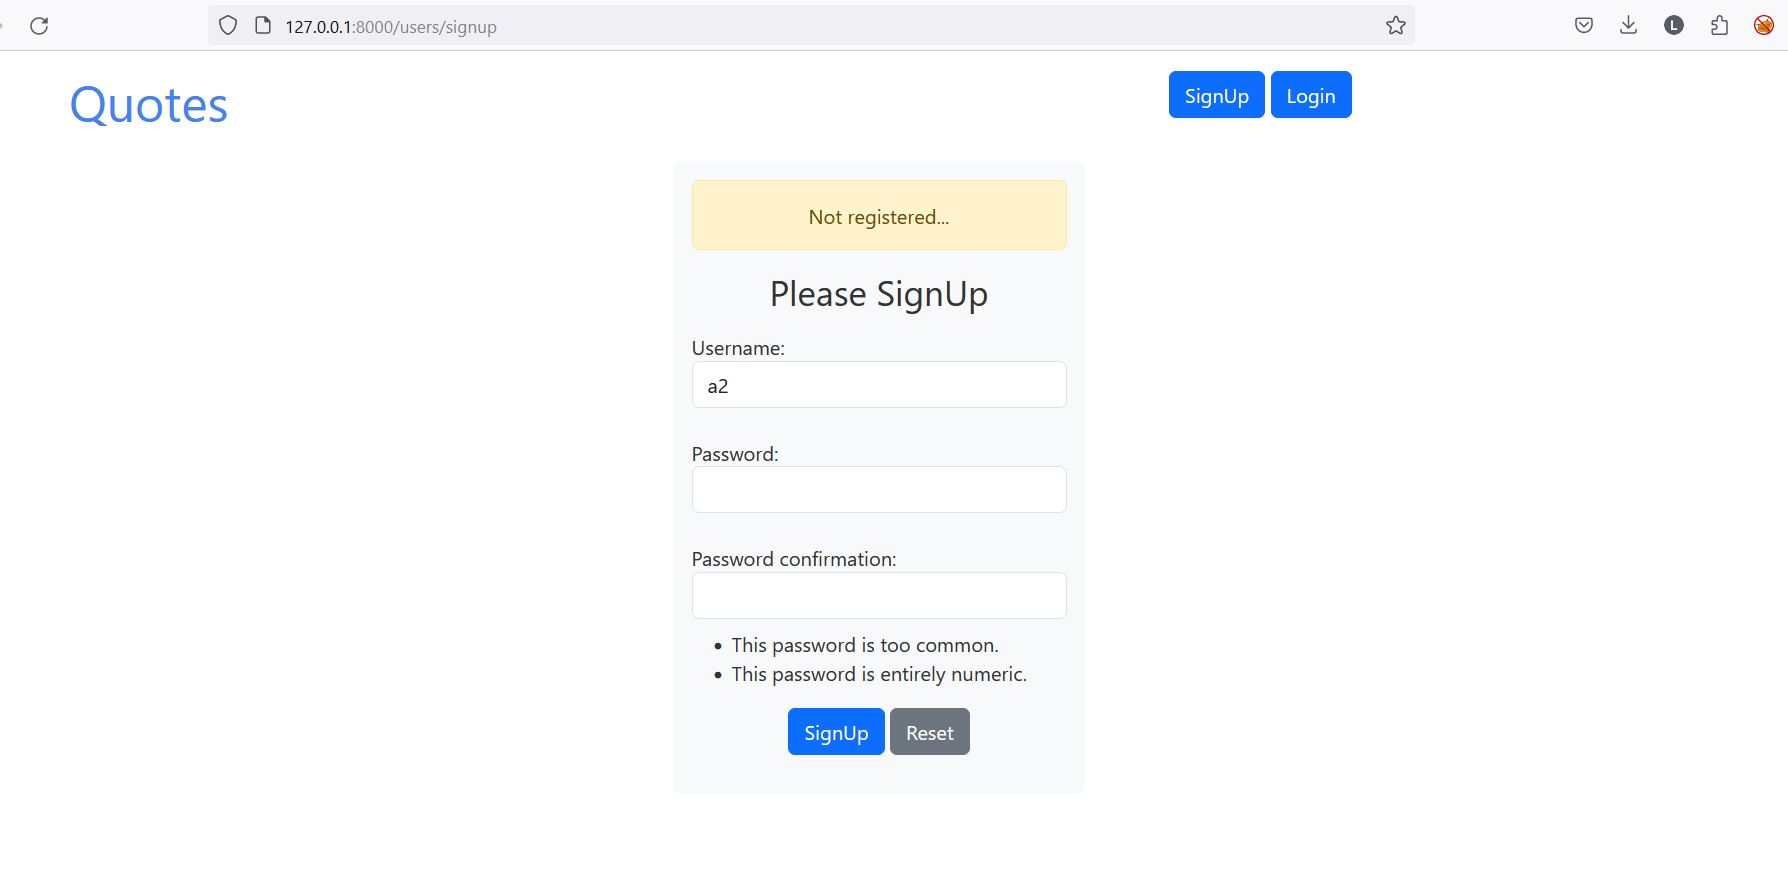 127.0.0.1:8000/users/signup
L
Quotes
SignUp Login
Not registered...
Please SignUp
Username:
a2
Password:
Password confirmation:
This password is too common.
This password is entirely numeric.
SignUp Reset